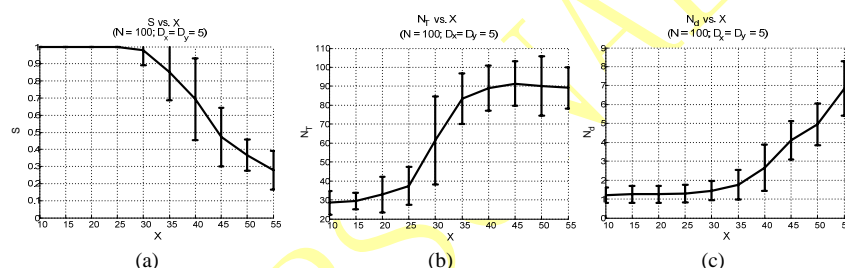 S vs. X
(N = 100; Dx = Dy = 5)
1
0.9
0.8
0.7
0.6
0.5
0.4
0.3
0.2
0.1
0
S
10 15 20 25 30 35 40 45 50 55
X
(a)
NT vs. X
(N = 100; Dx = Dy = 5)
110
100
90
80
70
60
50
40
30
20
NT
10 15 20 25 30 35 40 45 50 55
X
(b)
Nd vs. X
(N = 100; Dx = Dy = 5)
9
8
7
6
5
4
3
2
1
0
Nd
10 15 20 25 30 35 40 45 50 55
X
(c)